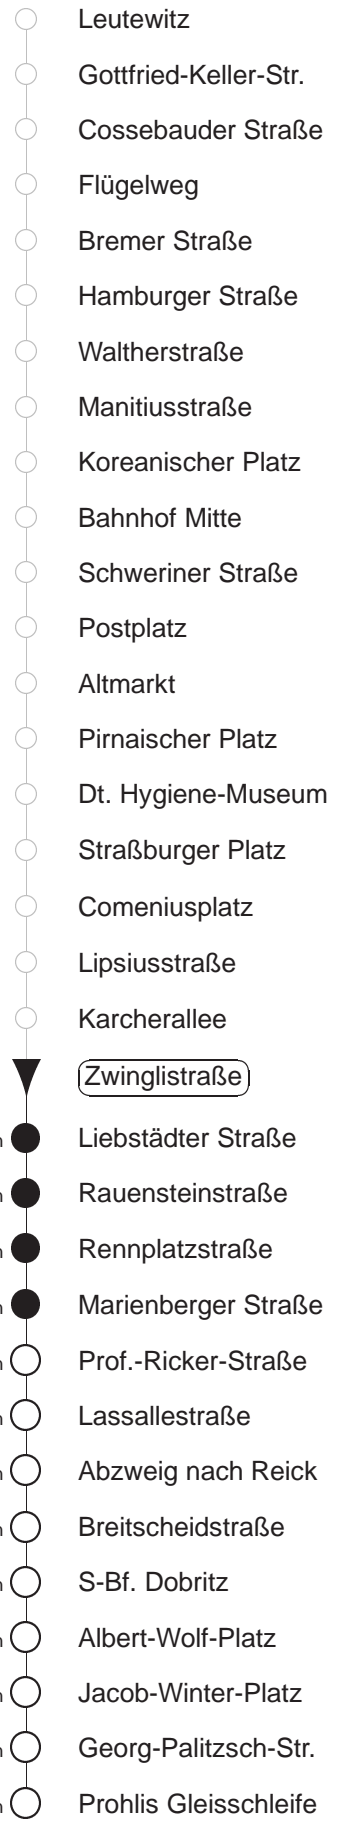 Leutewitz
Gottfried-Keller-Str.
Cossebauder Straße
Flügelweg
Bremer Straße
Hamburger Straße
Waltherstraße
Manitiusstraße
Koreanischer Platz
Bahnhof Mitte
Schweriner Straße
Postplatz
Altmarkt
Pirnaischer Platz
Dt. Hygiene-Museum
Straßburger Platz
Comeniusplatz
Lipsiusstraße
Karcherallee
Zwinglistraße
Liebstädter Straße
Rauensteinstraße
Rennplatzstraße
Marienberger Straße
Prof.-Ricker-Straße
Lassallestraße
Abzweig nach Reick
Breitscheidstraße
S-Bf. Dobritz
Albert-Wolf-Platz
Jacob-Winter-Platz
Georg-Palitzsch-Str.
Prohlis Gleisschleife